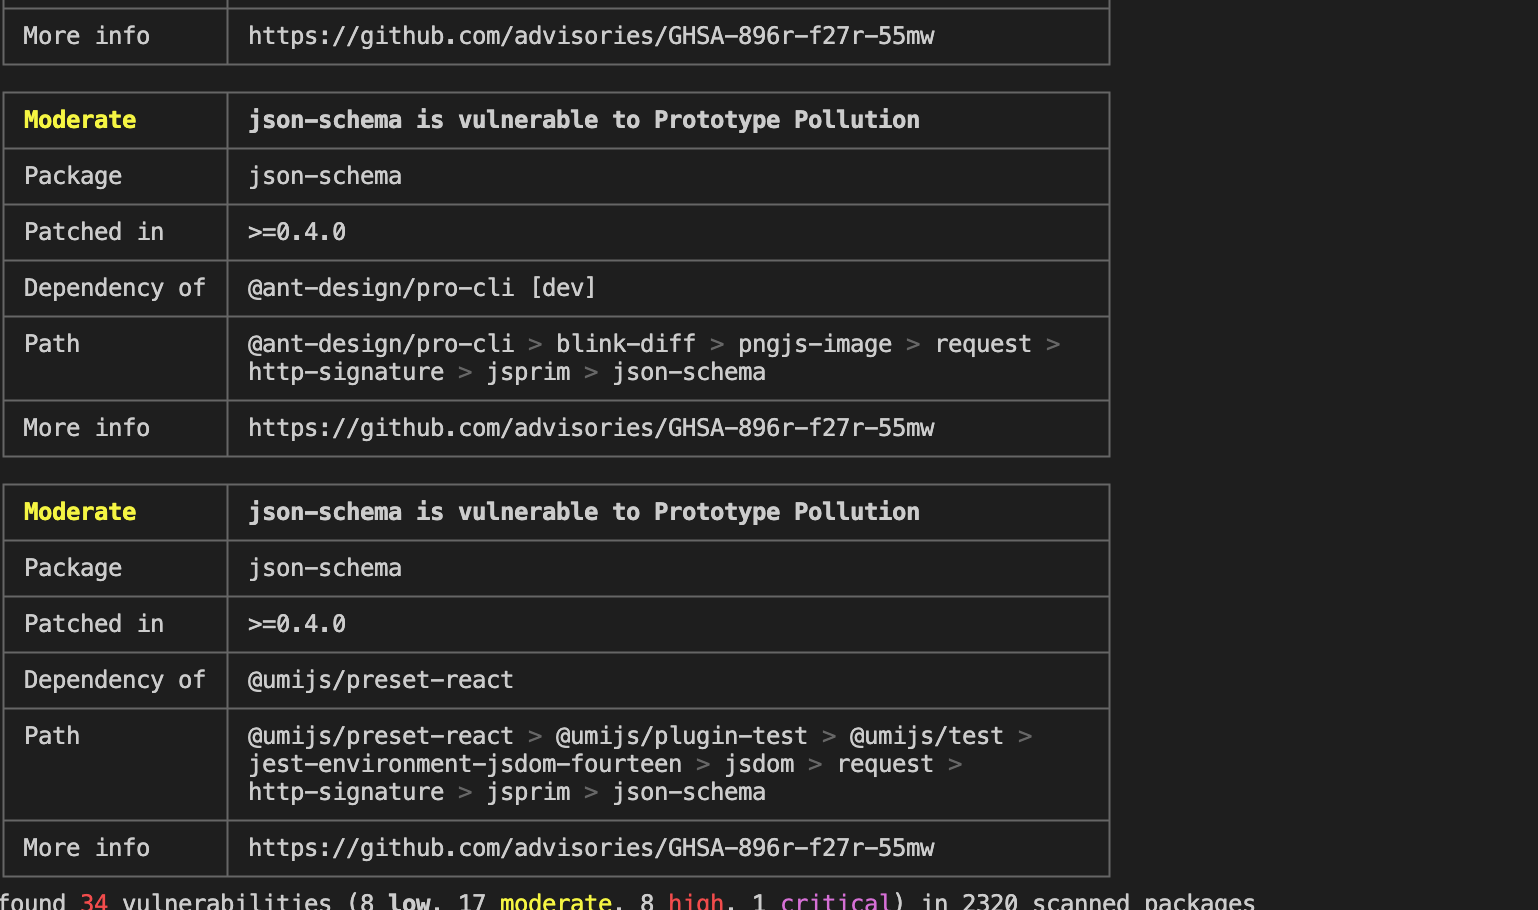 More info https://github.com/advisories/GHSA-896r-f27r-55mw
Moderate json-schema is vulnerable to Prototype Pollution
Package json-schema
Patched in >=0.4.0
Dependency of @ant-design/pro-cli [dev]
Path @ant-design/pro-cli > blink-diff > pngjs-image > request >
http-signature > jsprim > json-schema
More info https://github.com/advisories/GHSA-896r-f27r-55mw
Moderate json-schema is vulnerable to Prototype Pollution
Package json-schema
Patched in >=0.4.0
Dependency of @umijs/preset-react
Path @umijs/preset-react > @umijs/plugin-test > @umijs/test >
jest-environment-jsdom-fourteen > jsdom > request >
http-signature > jsprim > json-schema
More info https://github.com/advisories/GHSA-896r-f27r-55mw
found 34 vulnerabilities (8 low, 17 moderate, 8 high, 1 critical) in 2320 scanned packages